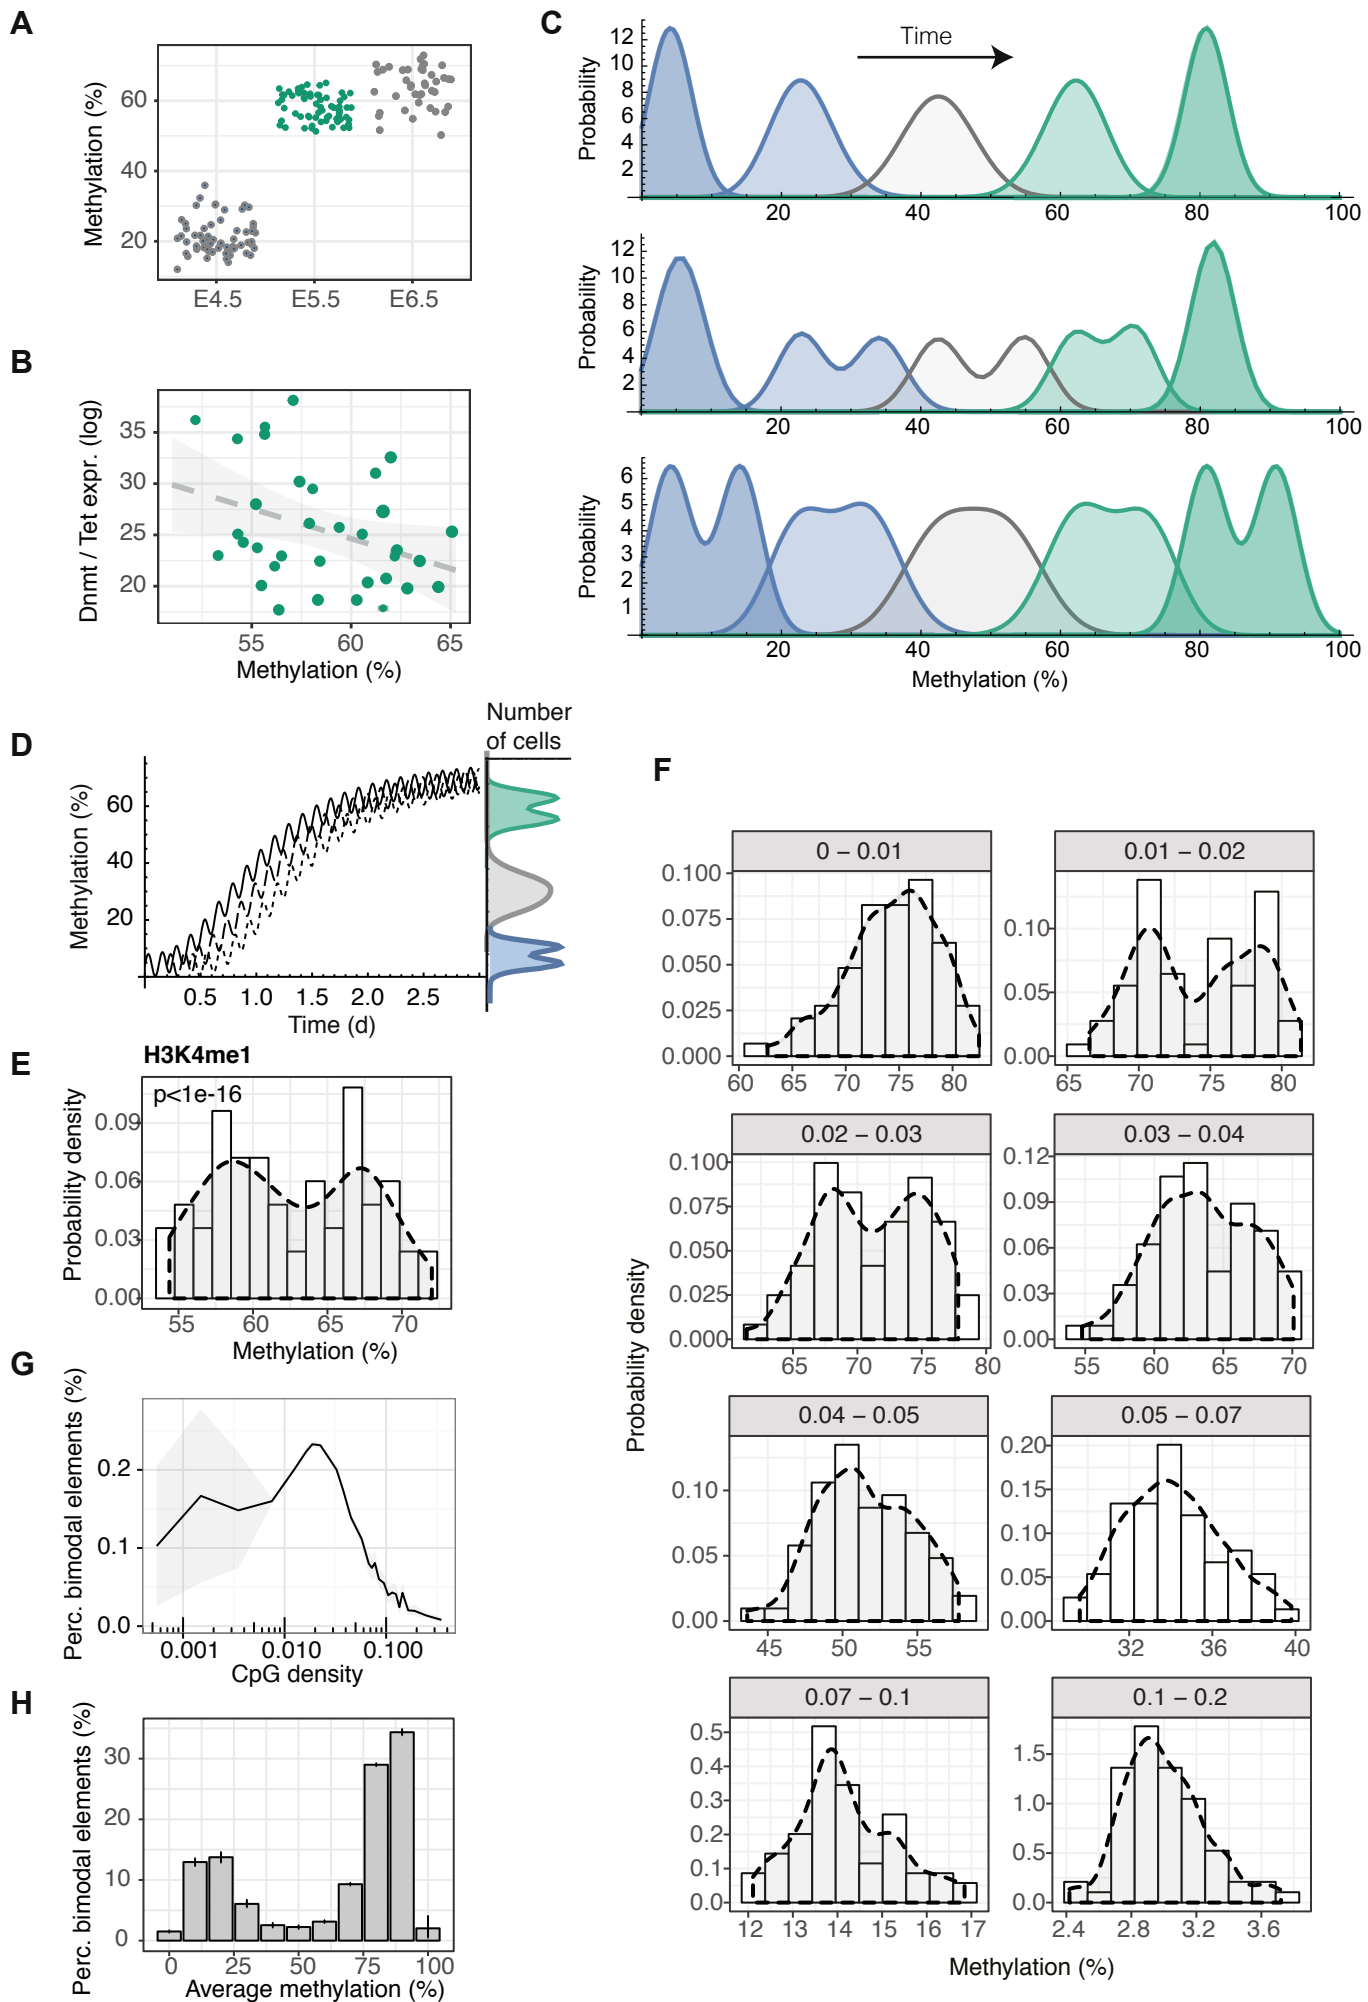 A
Methylation (%)
60
40
20
E4.5 E5.5 E6.5
B
Dnmt / Tet expr. (log)
35
30
25
20
55 60 65
Methylation (%)
C
Time
Probability
12
10
8
6
4
2
20 40 60 80 100
Probability
12
10
8
6
4
2
20 40 60 80 100
Probability
6
5
4
3
2
1
20 40 60 80 100
Methylation (%)
D
Number
of cells
Methylation (%)
60
40
20
0.5 1.0 1.5 2.0 2.5
Time (d)
E
H3K4me1
p<1e-16
Probability density
0.09
0.06
0.03
0.00
55 60 65 70
Methylation (%)
F
Probability density
0 – 0.01
0.100
0.075
0.050
0.025
0.000
60 65 70 75 80
0.01 – 0.02
0.10
0.05
0.00
65 70 75 80
0.02 – 0.03
0.100
0.075
0.050
0.025
0.000
65 70 75 80
0.03 – 0.04
0.12
0.09
0.06
0.03
0.00
55 60 65 70
0.04 – 0.05
0.10
0.05
0.00
45 50 55
0.05 – 0.07
0.20
0.15
0.10
0.05
0.00
32 36 40
0.07 – 0.1
0.5
0.4
0.3
0.2
0.1
0.0
12 13 14 15 16 17
0.1 – 0.2
1.5
1.0
0.5
0.0
2.4 2.8 3.2 3.6
Methylation (%)
G
Perc. bimodal elements (%)
0.2
0.1
0.0
0.001 0.010 0.100
CpG density
H
Perc. bimodal elements (%)
30
20
10
0
0 25 50 75 100
Average methylation (%)